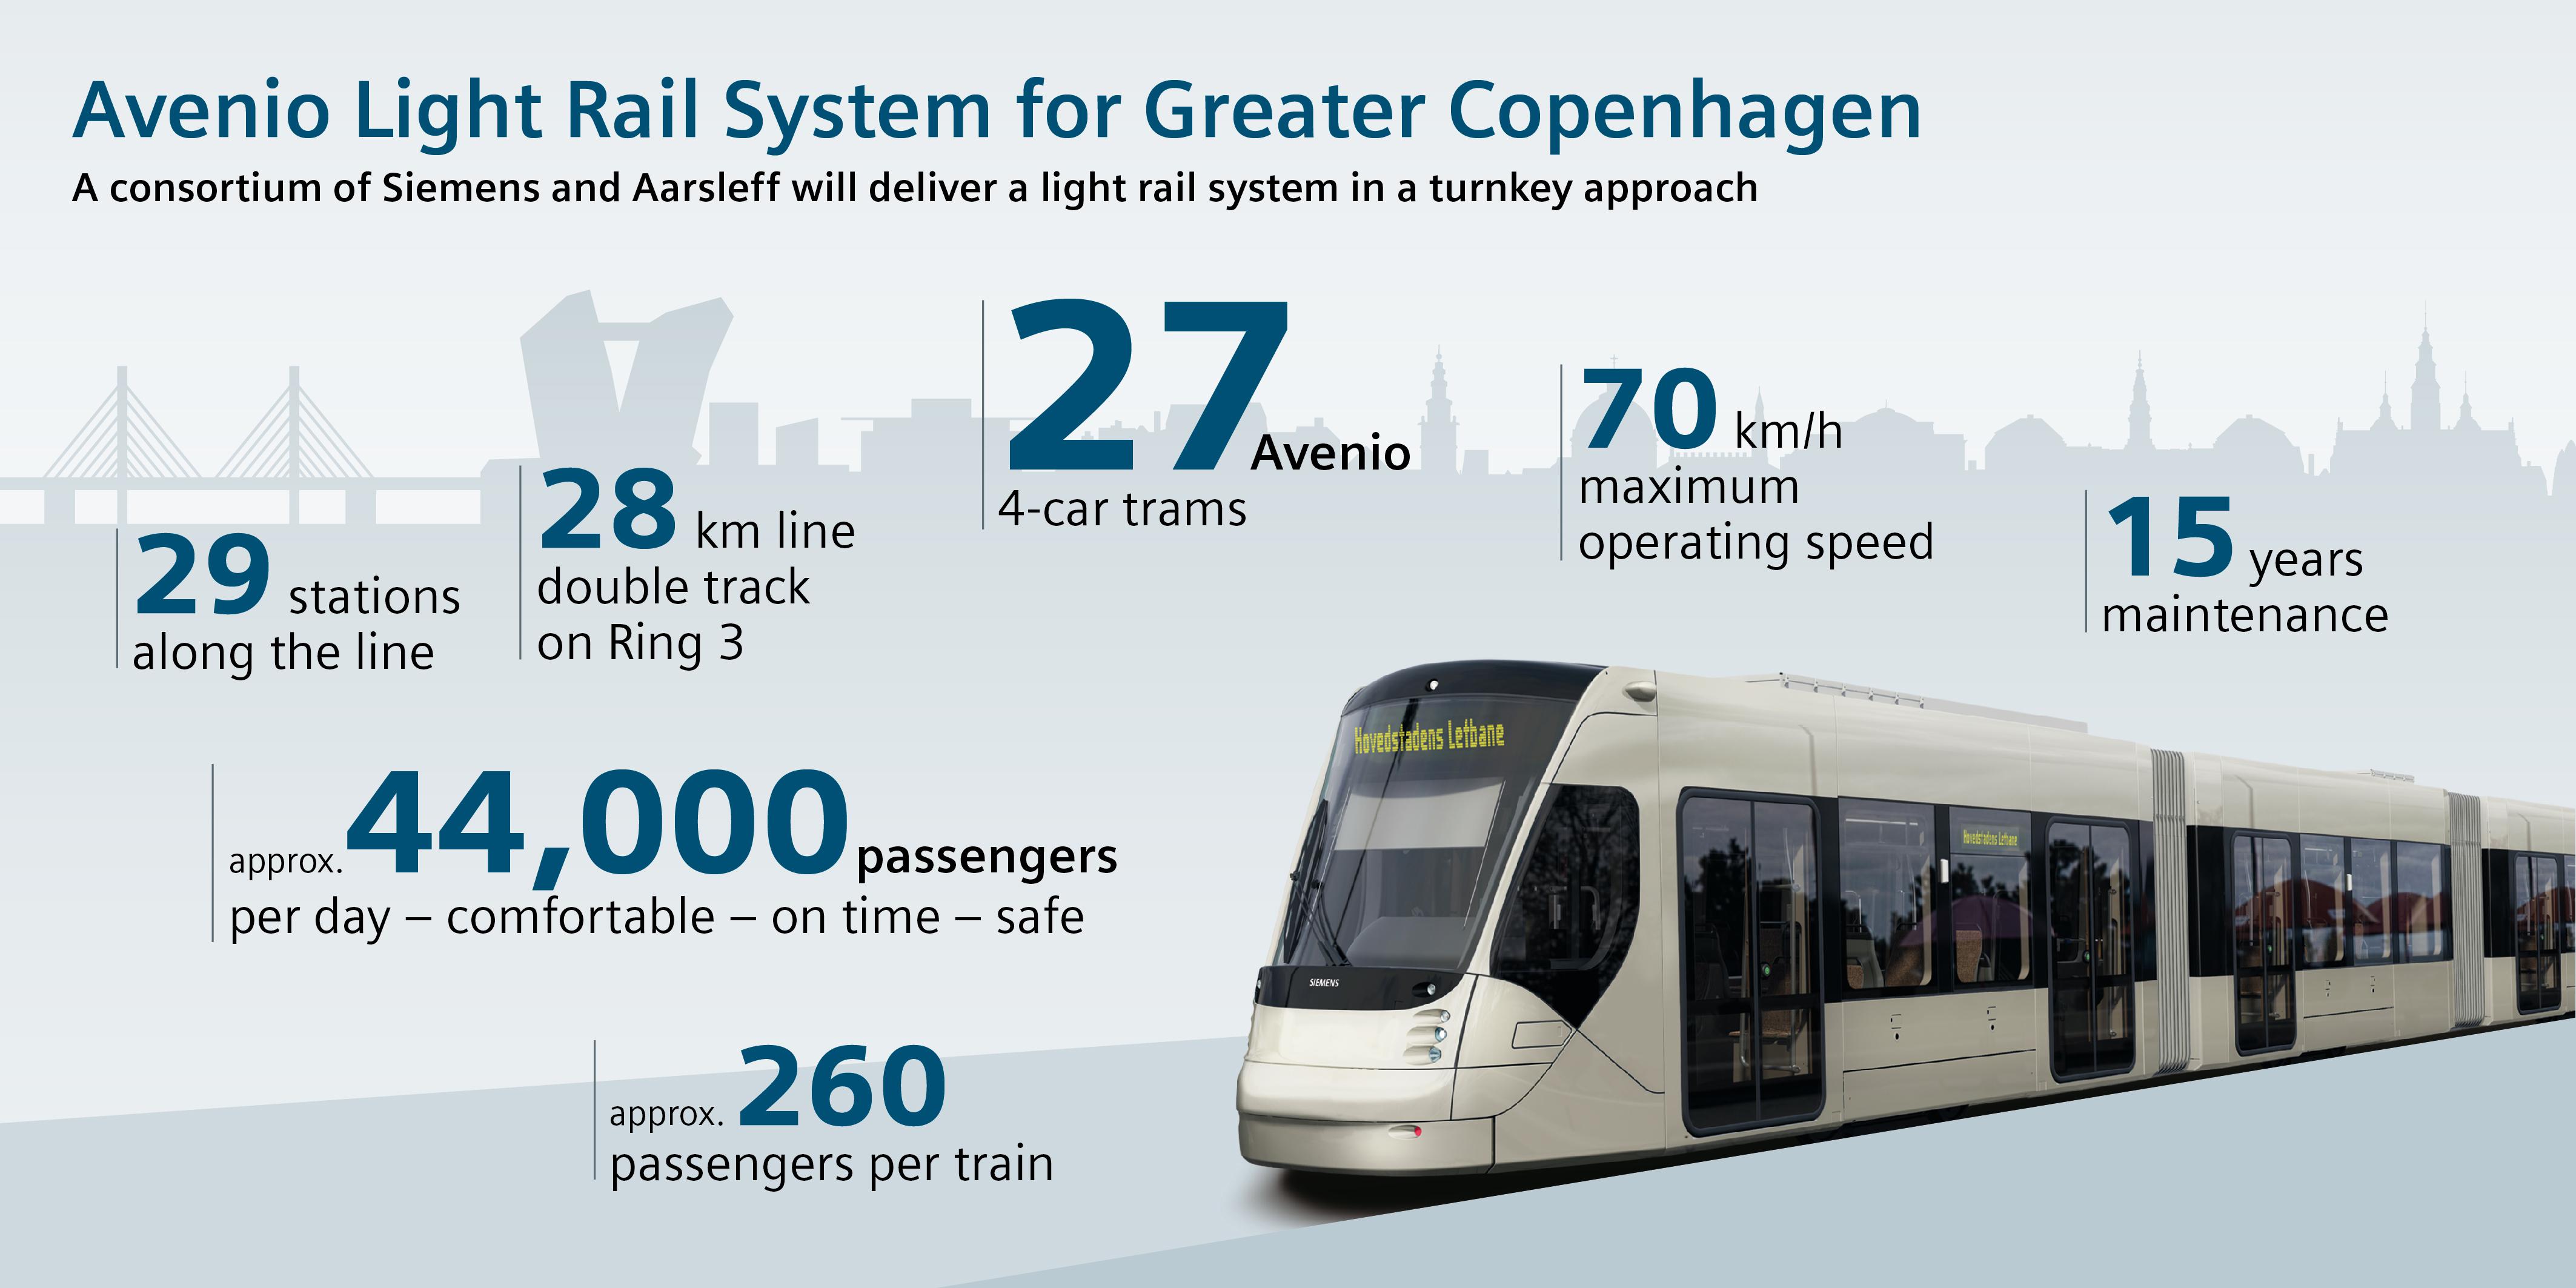 Avenio Light Rail System for Greater Copenhagen
A consortium of Siemens and Aarsleff will deliver a light rail system in a turnkey approach
29 stations
along the line
28 km line
double track
on Ring 3
27 Avenio
4-car trams
70 km/h
maximum
operating speed
15 years
maintenance
approx. 44,000 passengers
per day – comfortable – on time – safe
approx. 260
passengers per train
Hovedstadens Letbane
Hovedstadens Letbane
SIEMENS